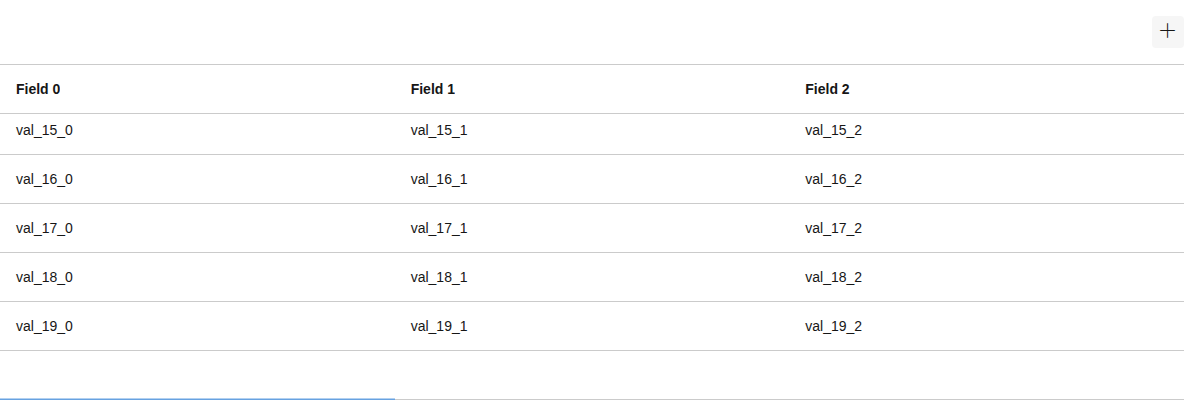 Field 0 Field 1 Field 2
val_15_0 val_15_1 val_15_2
val_16_0 val_16_1 val_16_2
val_17_0 val_17_1 val_17_2
val_18_0 val_18_1 val_18_2
val_19_0 val_19_1 val_19_2